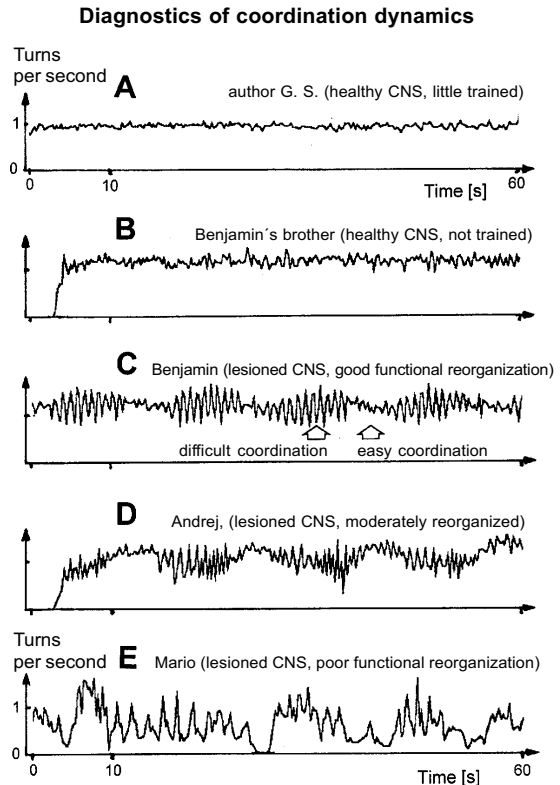 Diagnostics of coordination dynamics
Turns
per second
A
author G. S. (healthy CNS, little trained)
1
0
0
10
60
Time [s]
B
Benjamin´s brother (healthy CNS, not trained)
C
Benjamin (lesioned CNS, good functional reorganization)
difficult coordination
easy coordination
D
Andrej, (lesioned CNS, moderately reorganized)
Turns
per second
E
Mario (lesioned CNS, poor functional reorganization)
1
0
0
10
60
Time [s]